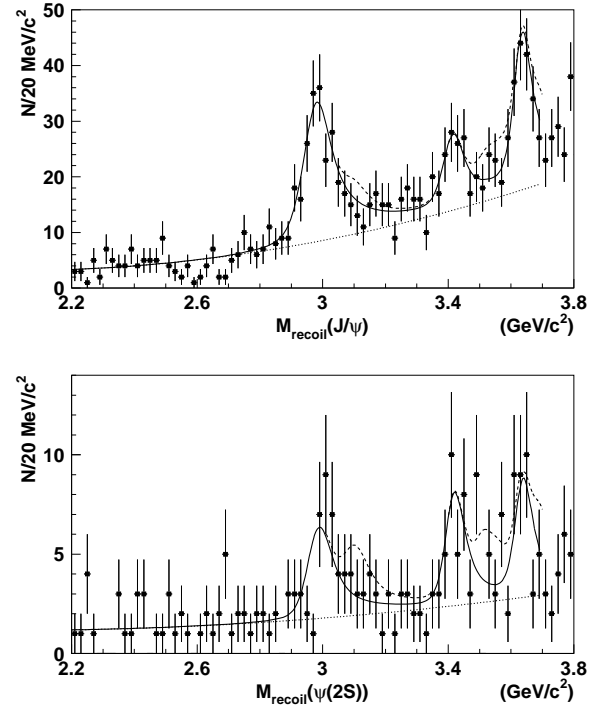 N/20 MeV/c²
50
40
30
20
10
0
2.2 2.6 3 3.4 3.8
M_recoil(J/ψ) (GeV/c²)
N/20 MeV/c²
10
5
0
2.2 2.6 3 3.4 3.8
M_recoil(ψ(2S)) (GeV/c²)